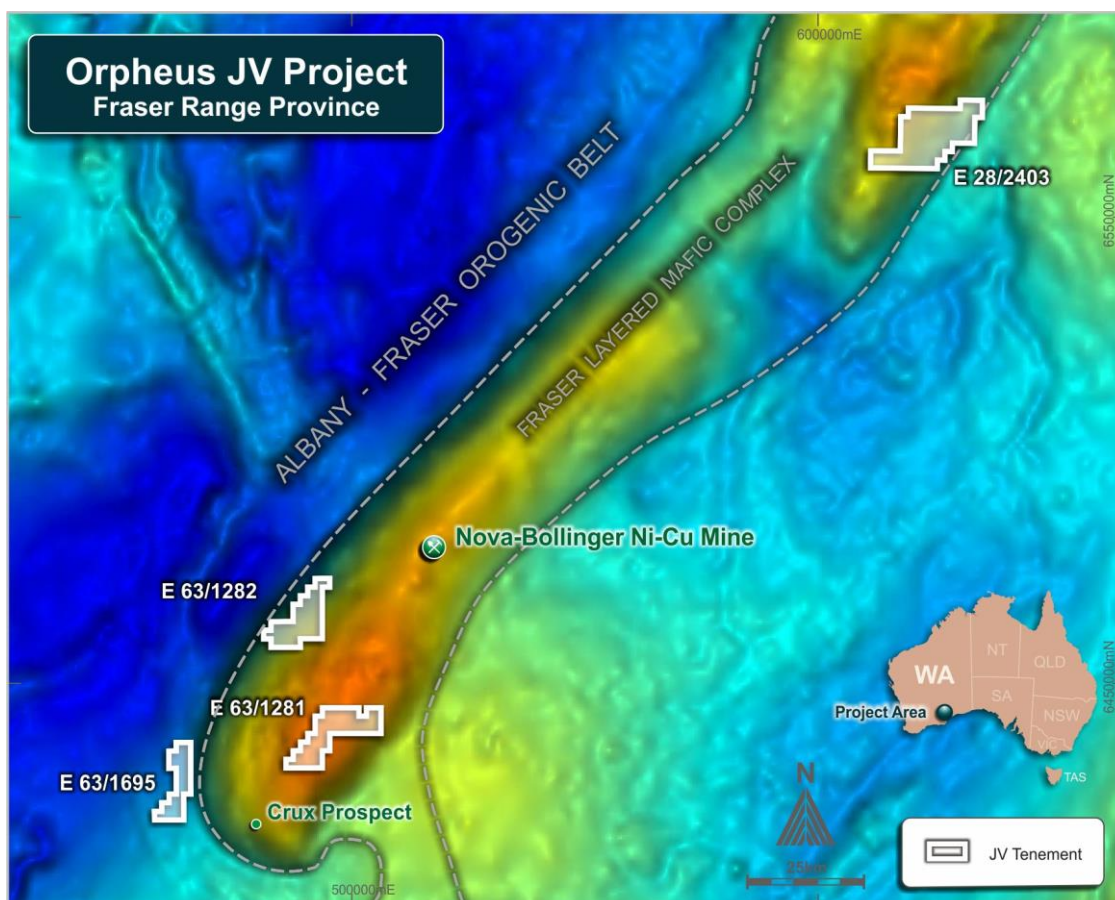 Orpheus JV Project
Fraser Range Province
600000mE
E 28/2403
6550000mN
ALBANY - FRASER OROGENIC BELT
FRASER LAYERED MAFIC COMPLEX
Nova-Bollinger Ni-Cu Mine
E 63/1282
E 63/1281
E 63/1695
Crux Prospect
500000mE
6450000mN
WA
NT
QLD
SA
NSW
VIC
TAS
Project Area
N
25km
JV Tenement